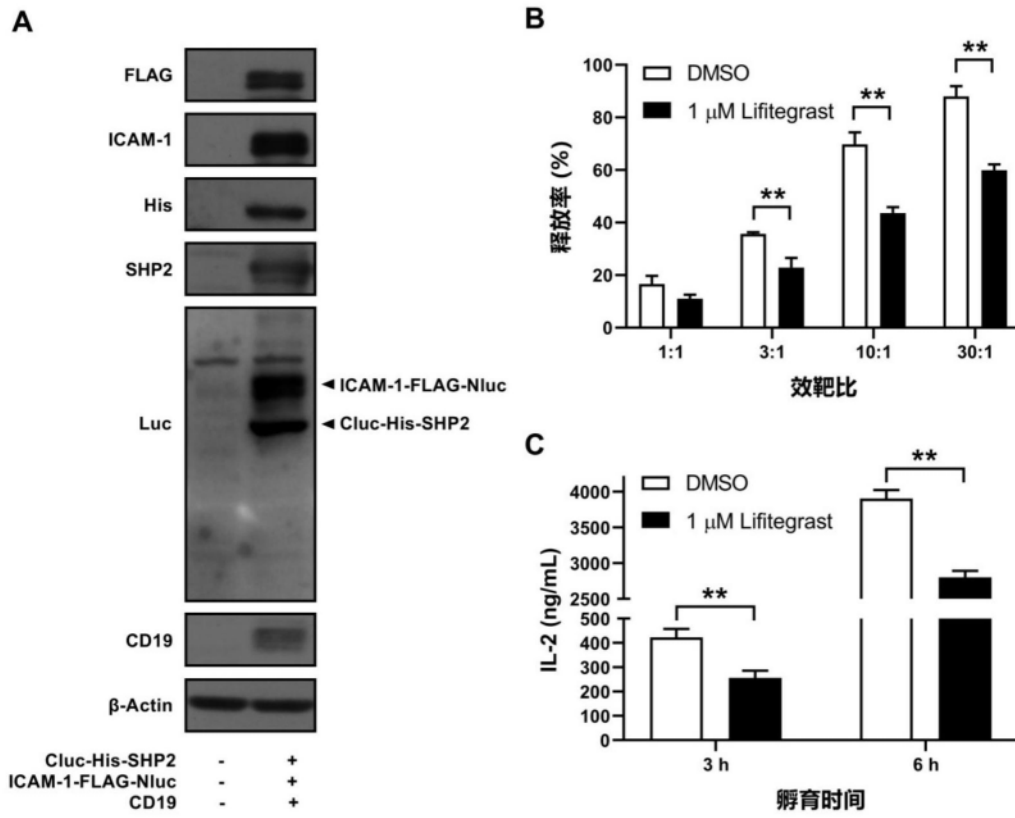 A
FLAG
ICAM-1
His
SHP2
Luc
ICAM-1-FLAG-Nluc
Cluc-His-SHP2
CD19
β-Actin
Cluc-His-SHP2 - +
ICAM-1-FLAG-Nluc - +
CD19 - +
B
DMSO
1 μM Lifitegrast
释放率 (%)
100
80
60
40
20
0
**
**
**
1:1 3:1 10:1 30:1
效靶比
C
DMSO
1 μM Lifitegrast
IL-2 (ng/mL)
4000
3500
3000
2500
500
400
300
200
100
0
**
**
3 h 6 h
孵育时间